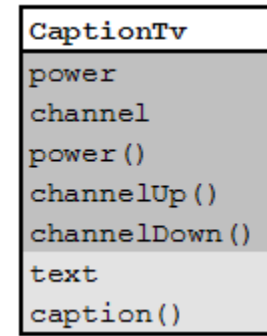 CaptionTv
power
channel
power()
channelUp()
channelDown()
text
caption()